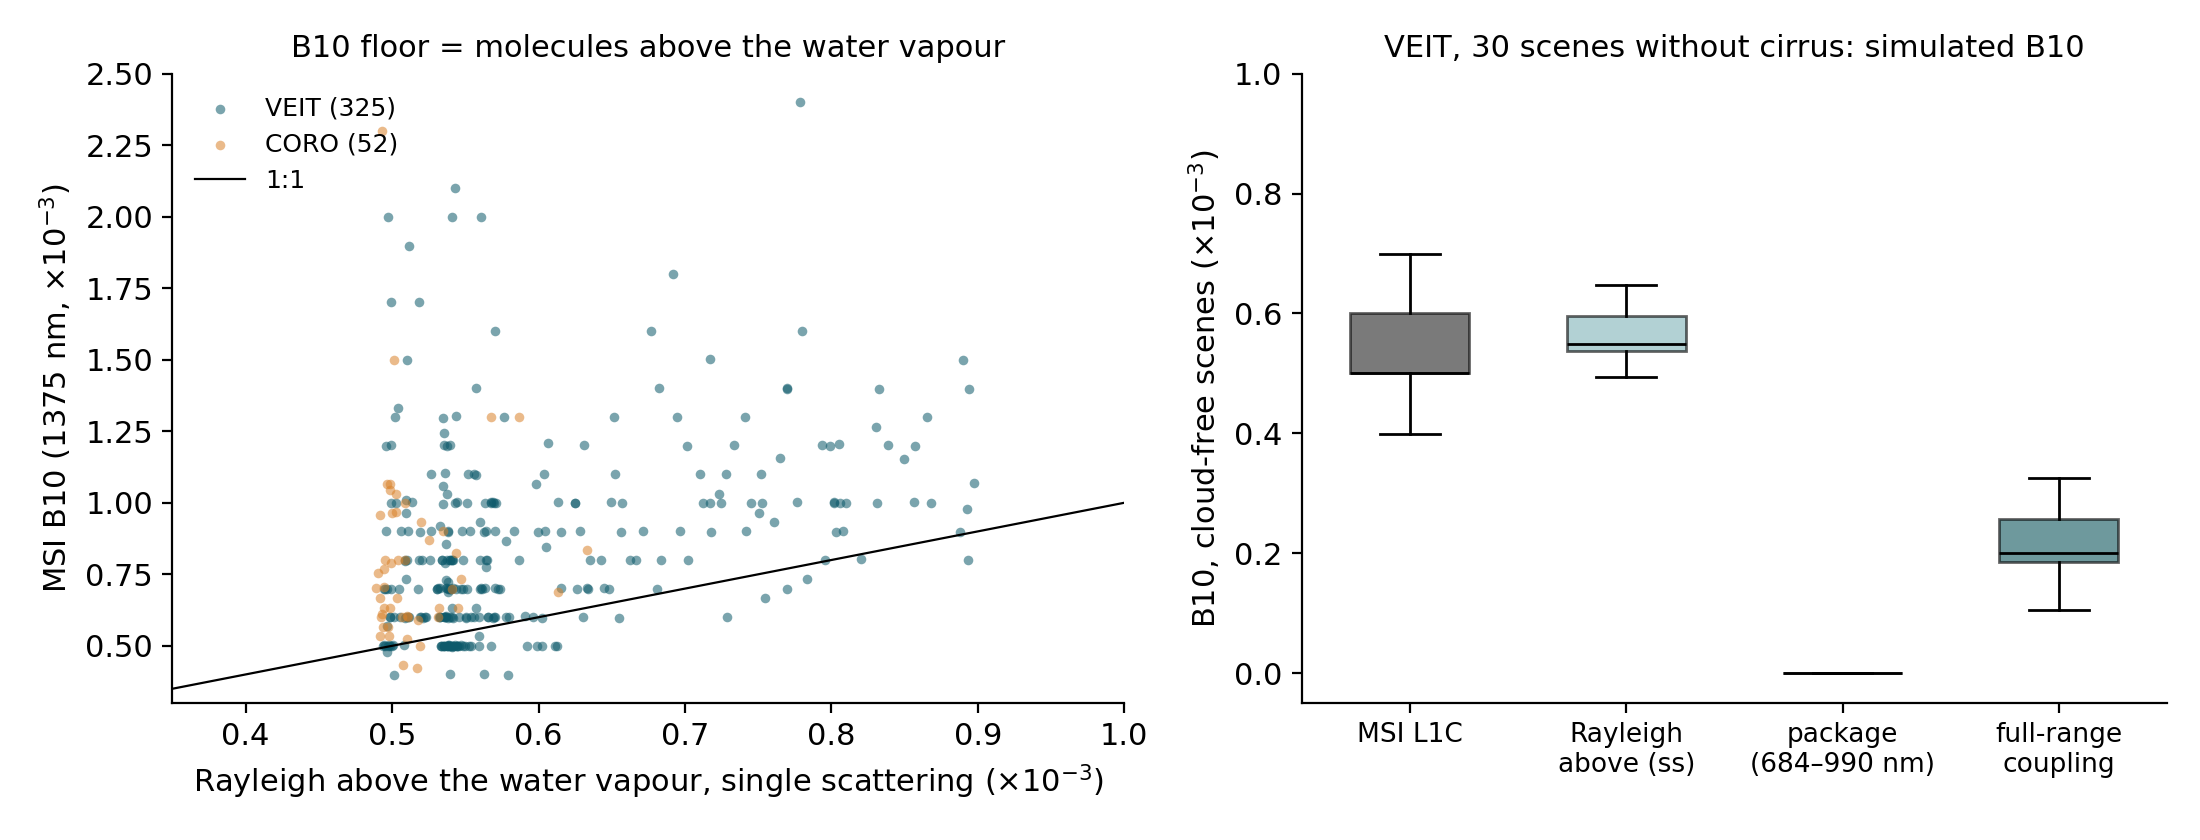 B10 floor = molecules above the water vapour
MSI B10 (1375 nm, ×10⁻³)
2.50
2.25
2.00
1.75
1.50
1.25
1.00
0.75
0.50
VEIT (325)
CORO (52)
1:1
0.4 0.5 0.6 0.7 0.8 0.9 1.0
Rayleigh above the water vapour, single scattering (×10⁻³)
VEIT, 30 scenes without cirrus: simulated B10
B10, cloud-free scenes (×10⁻³)
1.0
0.8
0.6
0.4
0.2
0.0
MSI L1C Rayleigh package full-range
above (ss) (684–990 nm) coupling